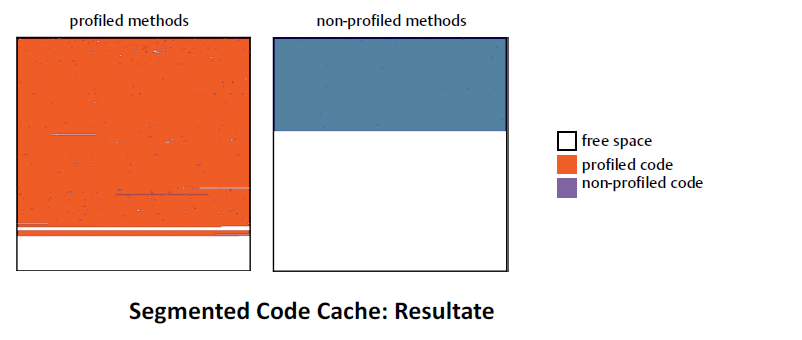 profiled methods
non-profiled methods
free space
profiled code
non-profiled code
Segmented Code Cache: Resultate